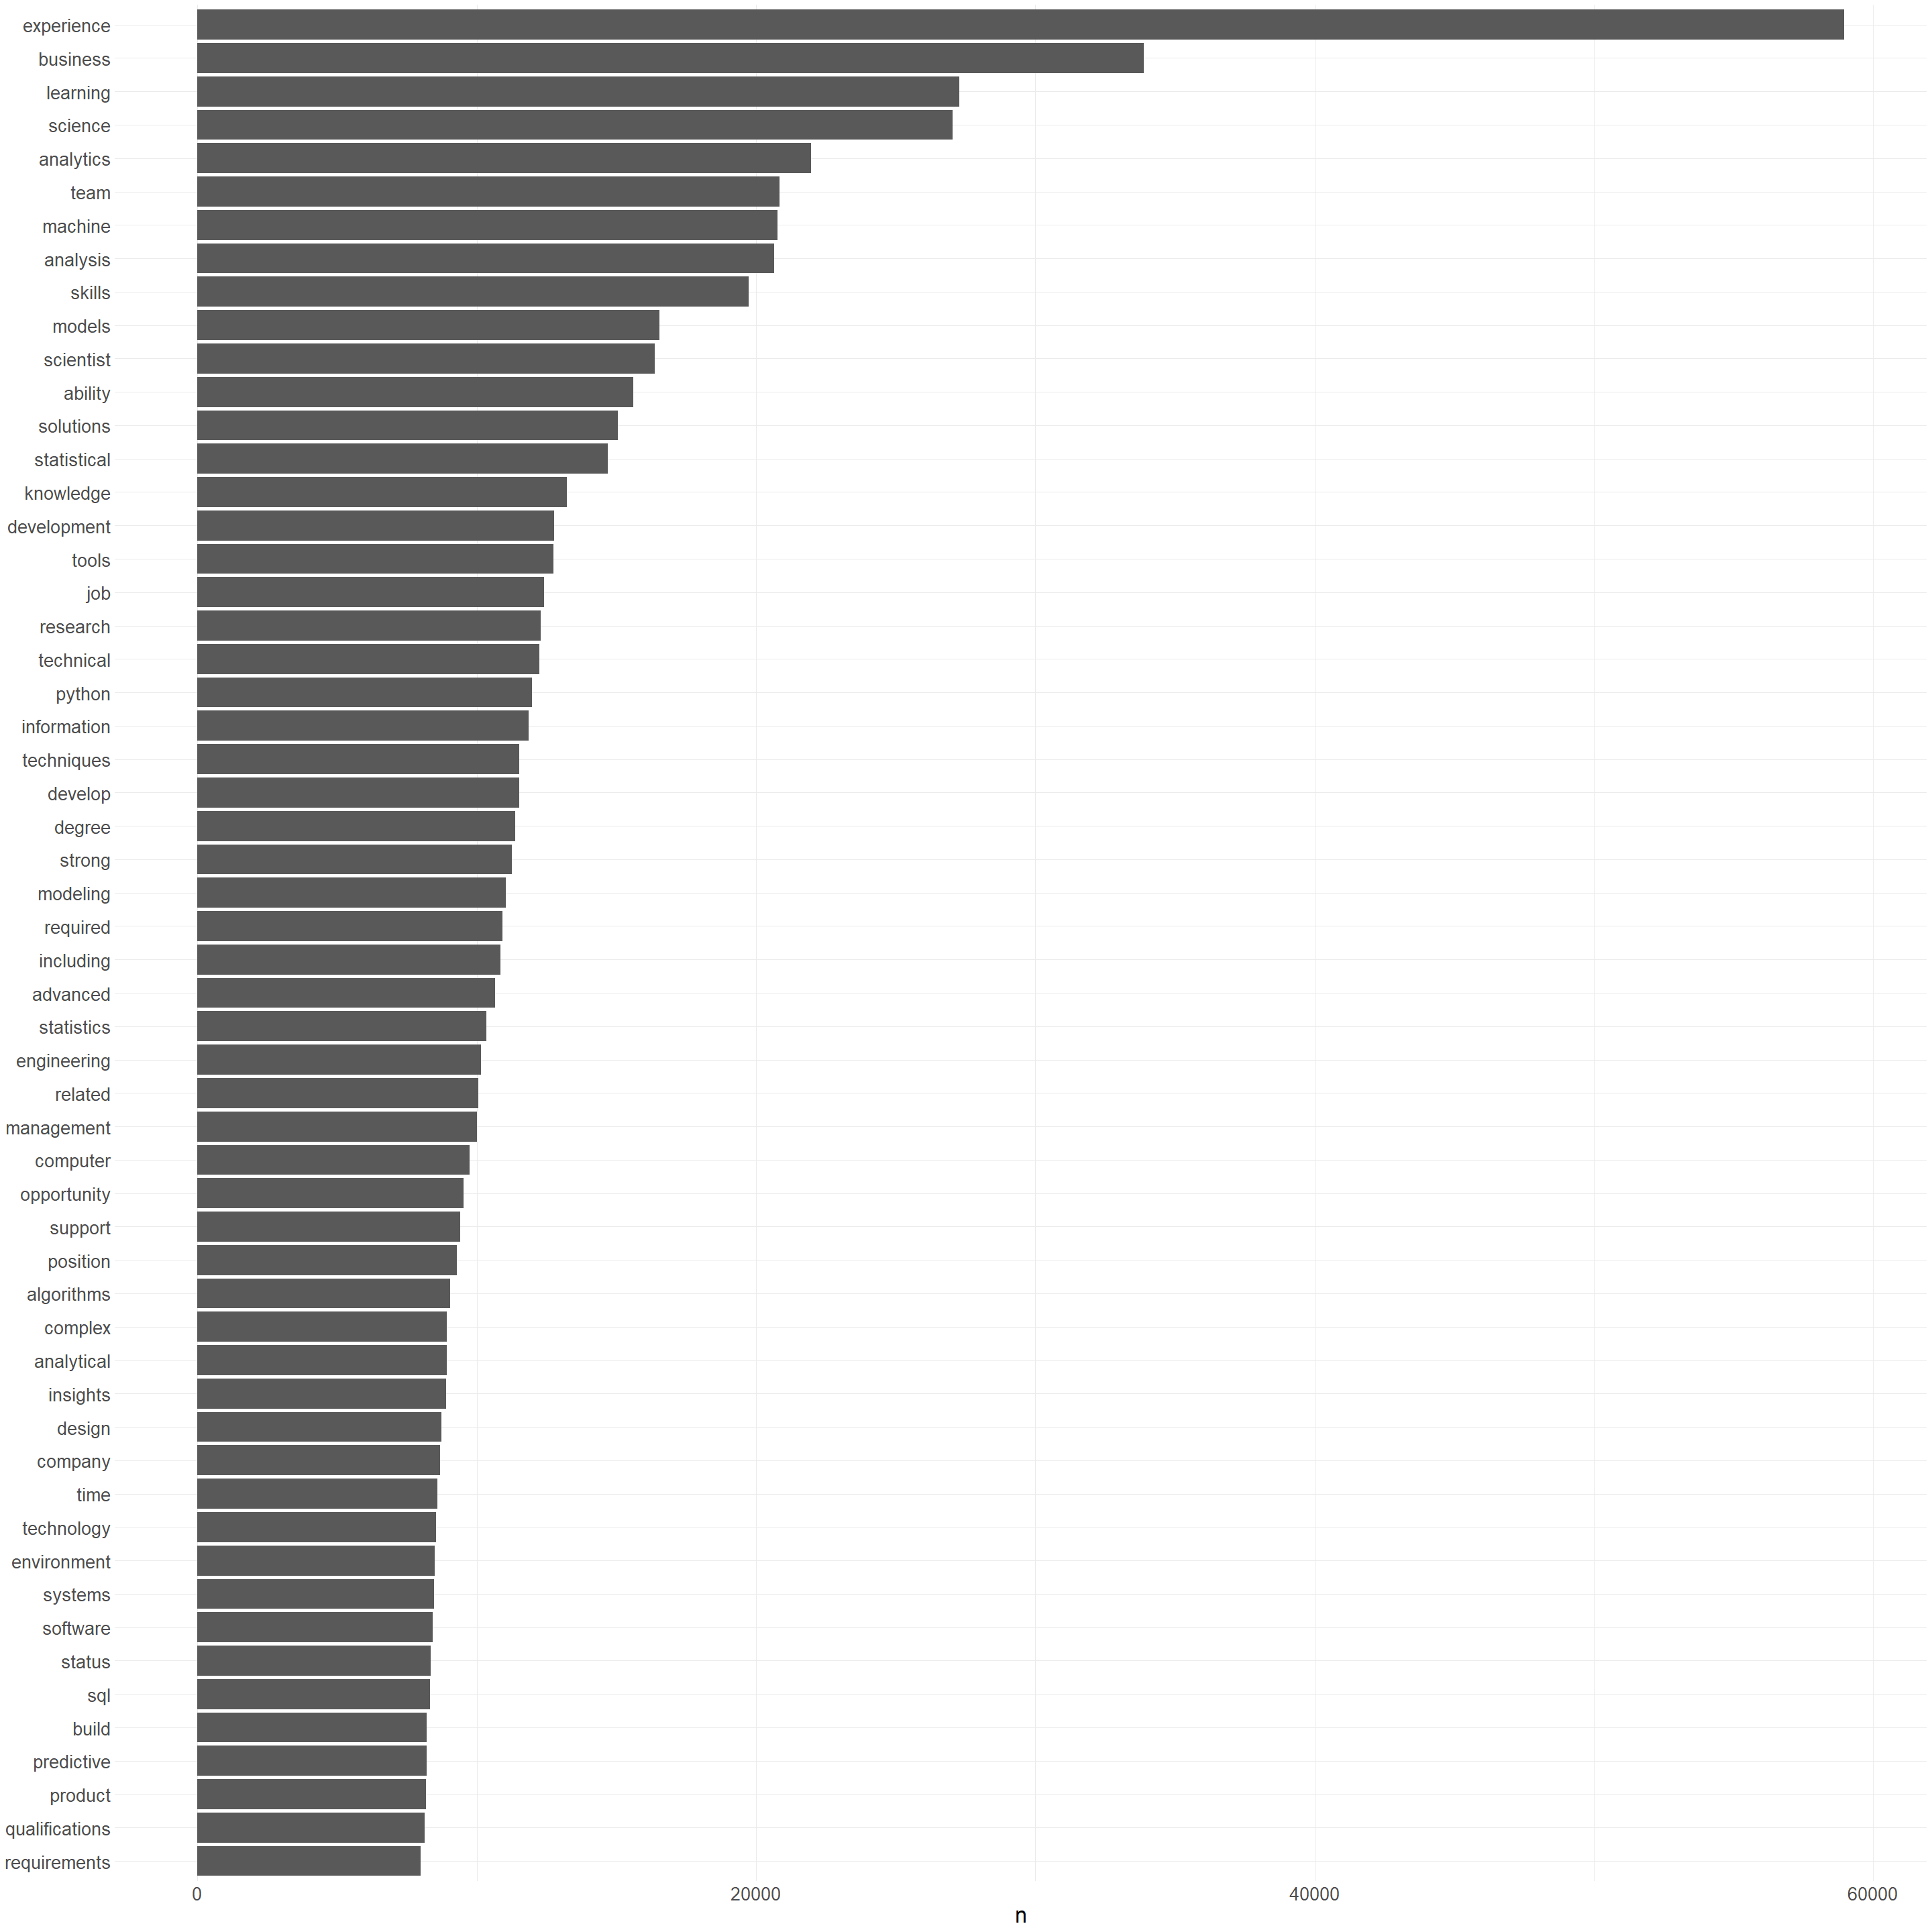 experience
business
learning
science
analytics
team
machine
analysis
skills
models
scientist
ability
solutions
statistical
knowledge
development
tools
job
research
technical
python
information
techniques
develop
degree
strong
modeling
required
including
advanced
statistics
engineering
related
management
computer
opportunity
support
position
algorithms
complex
analytical
insights
design
company
time
technology
environment
systems
software
status
sql
build
predictive
product
qualifications
requirements
0 20000 40000 60000
n